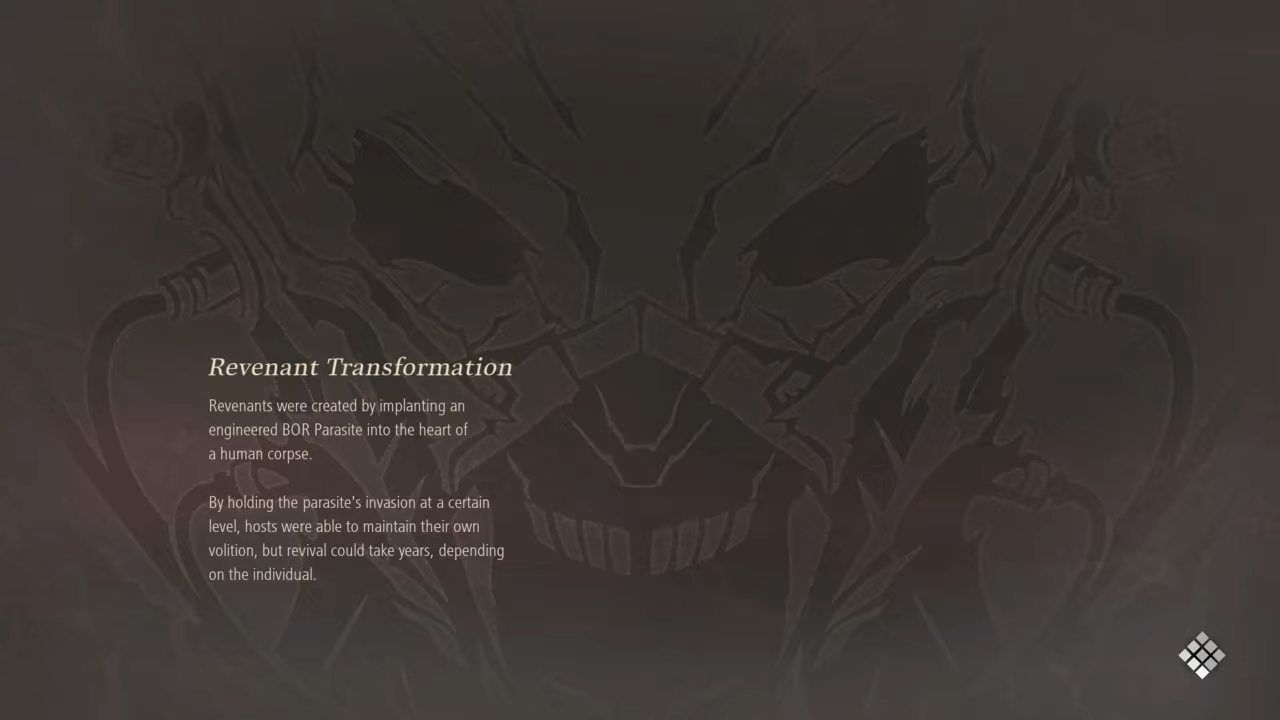 Revenant Transformation
Revenants were created by implanting an
engineered BOR Parasite into the heart of
a human corpse.
By holding the parasite's invasion at a certain
level, hosts were able to maintain their own
volition, but revival could take years, depending
on the individual.